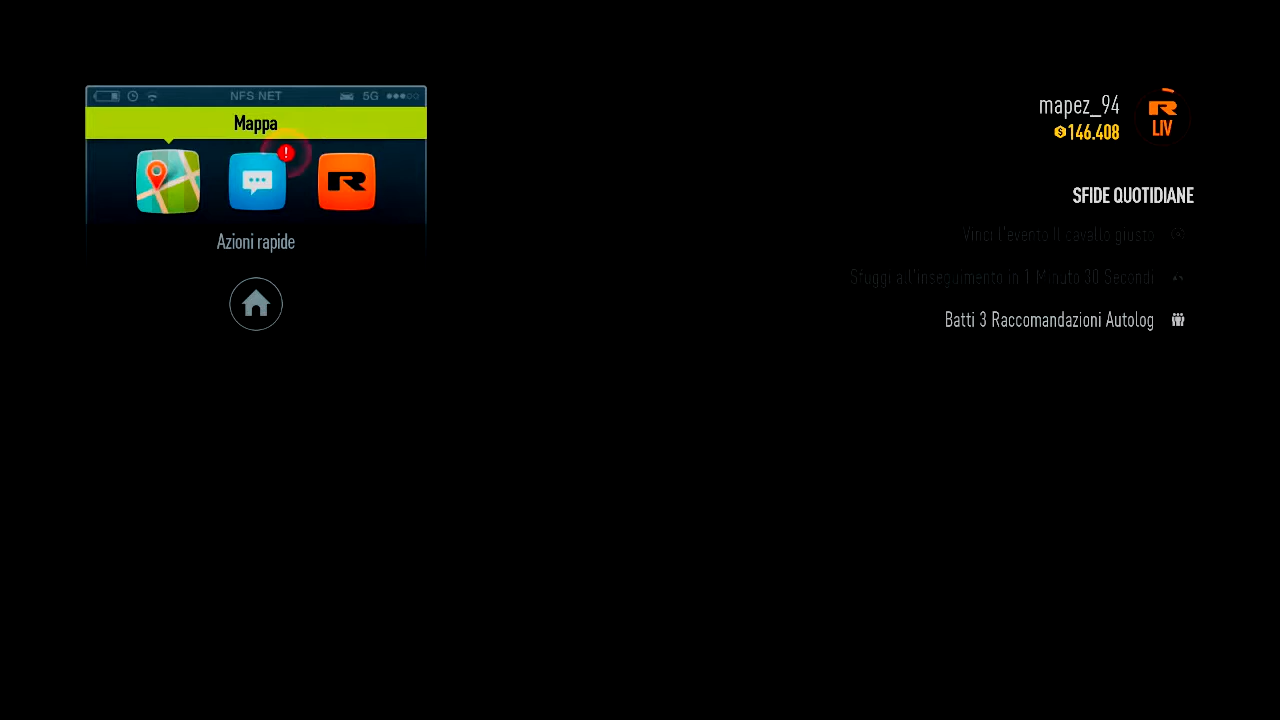 NFS NET
5G
Mappa
Azioni rapide
mapez_94
146.408
R
LIV
SFIDE QUOTIDIANE
Vinci l'evento Il cavallo giusto
Sfuggi all'inseguimento in 1 Minuto 30 Secondi
Batti 3 Raccomandazioni Autolog